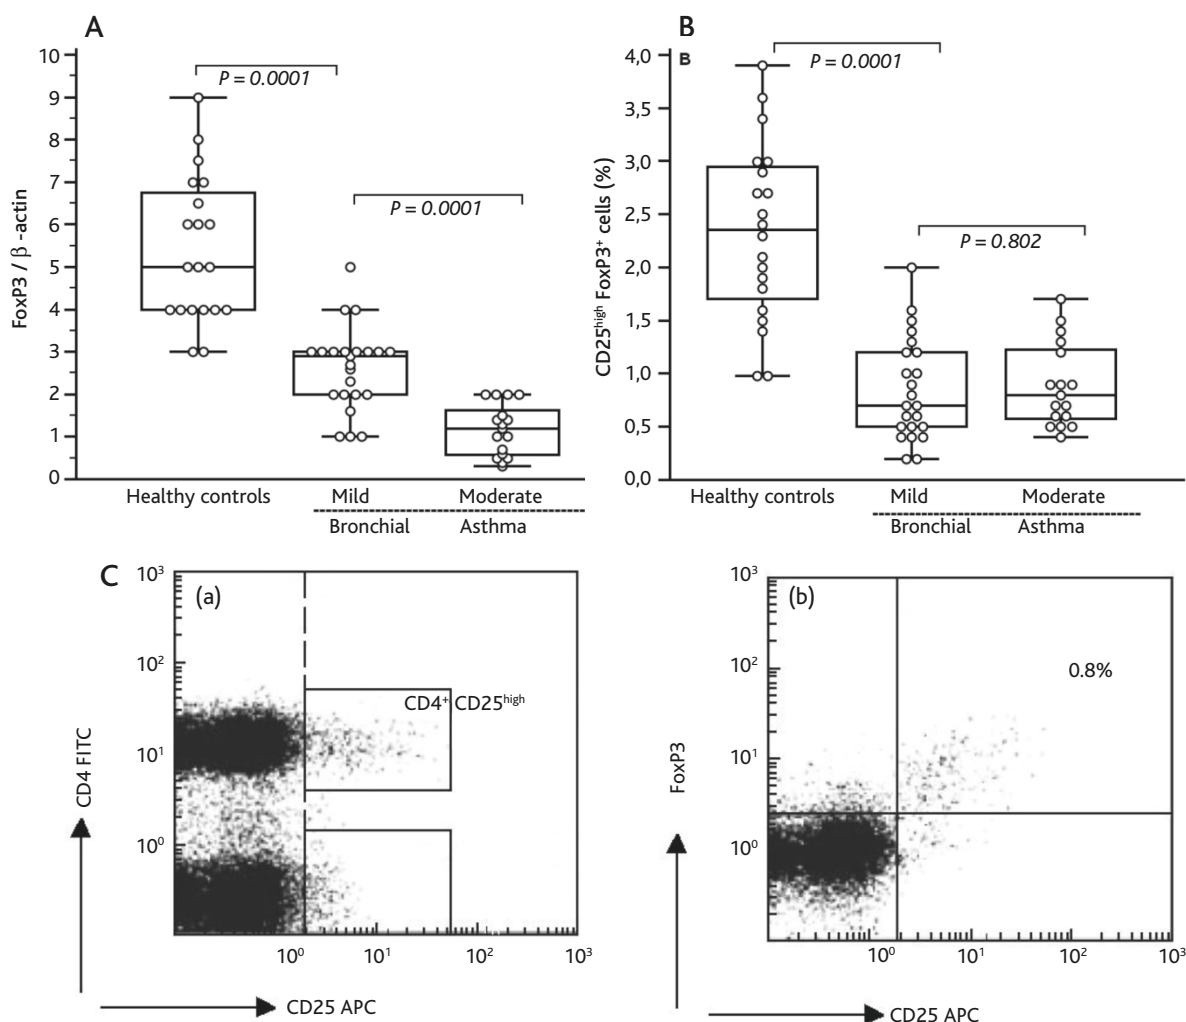 A
FoxP3 / β -actin
10
9
8
7
6
5
4
3
2
1
0
P = 0.0001
P = 0.0001
Healthy controls Mild Moderate
Bronchial Asthma
B
B
CD25high FoxP3+ cells (%)
4,0
3,5
3,0
2,5
2,0
1,5
1,0
0,5
0,0
P = 0.0001
P = 0.802
Healthy controls Mild Moderate
Bronchial Asthma
C
(a)
CD4 FITC
10³
10²
10¹
10⁰
CD4+ CD25high
10⁰ 10¹ 10² 10³
CD25 APC
(b)
FoxP3
10³
10²
10¹
10⁰
0.8%
10⁰ 10¹ 10² 10³
CD25 APC